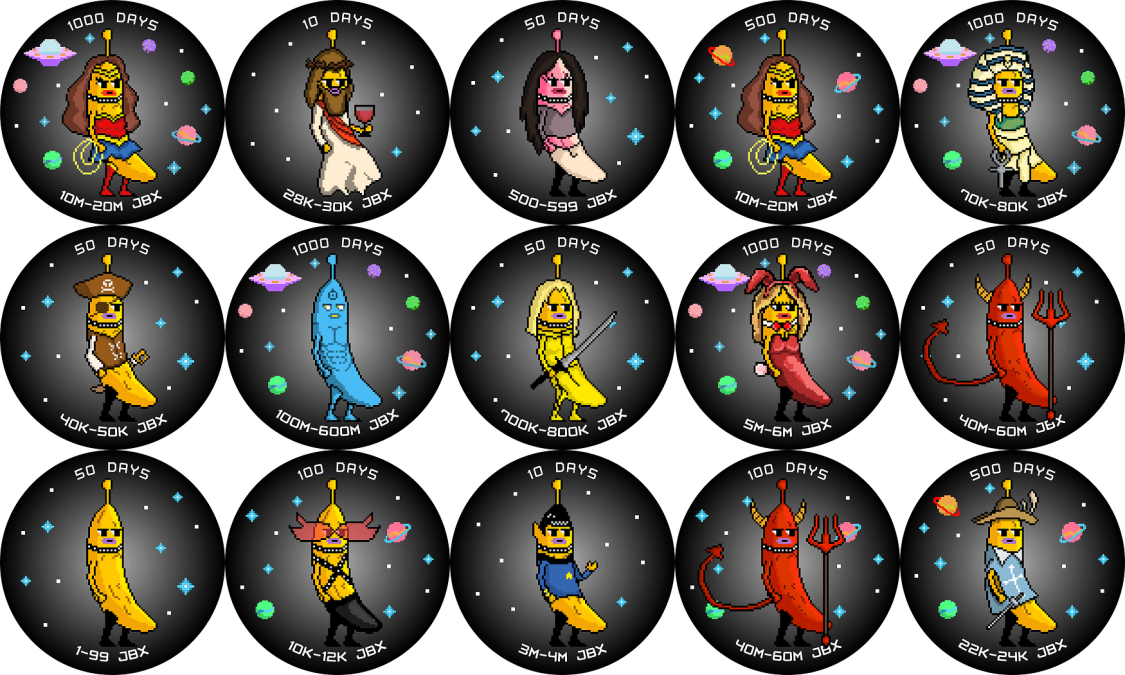 1000 DAYS
10M-20M JBX
10 DAYS
28K-30K JBX
50 DAYS
500-599 JBX
500 DAYS
10M-20M JBX
1000 DAYS
70K-80K JBX
50 DAYS
40K-50K JBX
1000 DAYS
100M-600M JBX
50 DAYS
700K-800K JBX
1000 DAYS
5M-6M JBX
50 DAYS
40M-60M JBX
50 DAYS
1-99 JBX
100 DAYS
10K-12K JBX
10 DAYS
3M-4M JBX
100 DAYS
40M-60M JBX
500 DAYS
22K-24K JBX